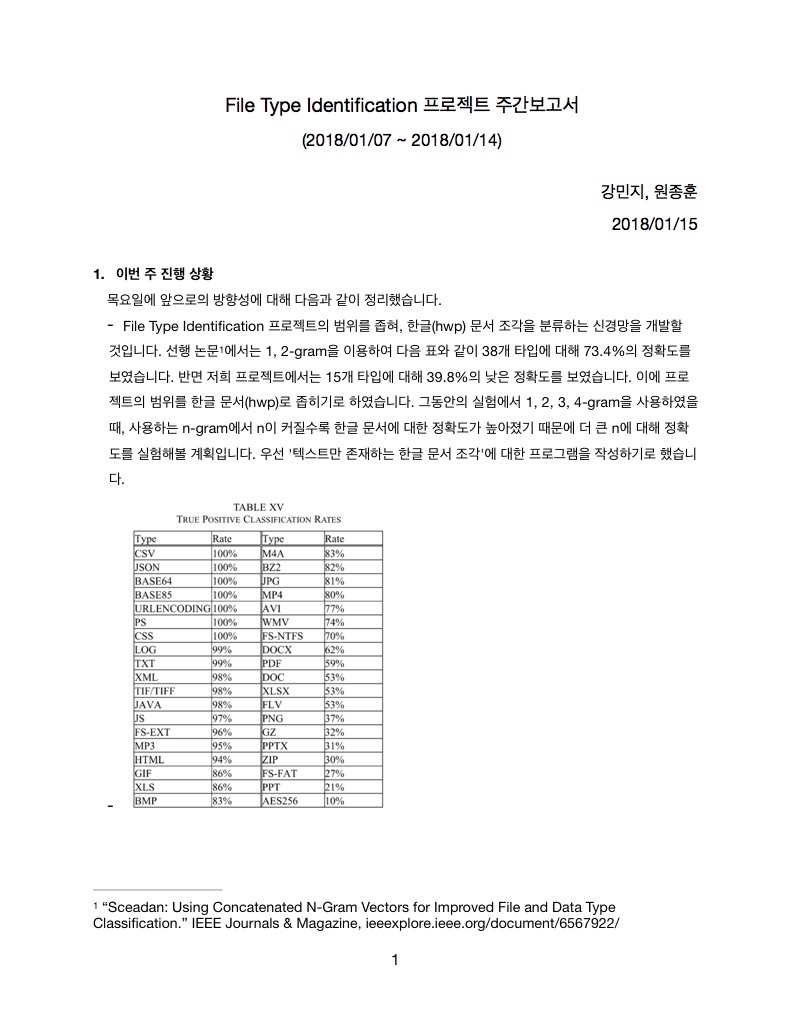 File Type Identification 프로젝트 주간보고서
(2018/01/07 ~ 2018/01/14)
강민지, 원종훈
2018/01/15
1. 이번 주 진행 상황
목요일에 앞으로의 방향성에 대해 다음과 같이 정리했습니다.
- File Type Identification 프로젝트의 범위를 좁혀, 한글(hwp) 문서 조각을 분류하는 신경망을 개발할
것입니다. 선행 논문1에서는 1, 2-gram을 이용하여 다음 표와 같이 38개 타입에 대해 73.4%의 정확도를
보였습니다. 반면 저희 프로젝트에서는 15개 타입에 대해 39.8%의 낮은 정확도를 보였습니다. 이에 프로
젝트의 범위를 한글 문서(hwp)로 좁히기로 하였습니다. 그동안의 실험에서 1, 2, 3, 4-gram을 사용하였을
때, 사용하는 n-gram에서 n이 커질수록 한글 문서에 대한 정확도가 높아졌기 때문에 더 큰 n에 대해 정확
도를 실험해볼 계획입니다. 우선 '텍스트만 존재하는 한글 문서 조각'에 대한 프로그램을 작성하기로 했습니
다.
TABLE XV
TRUE POSITIVE CLASSIFICATION RATES
Type Rate Type Rate
CSV 100% M4A 83%
JSON 100% BZ2 82%
BASE64 100% JPG 81%
BASE85 100% MP4 80%
URLENCODING 100% AVI 77%
PS 100% WMV 74%
CSS 100% FS-NTFS 70%
LOG 99% DOCX 62%
TXT 99% PDF 59%
XML 98% DOC 53%
TIF/TIFF 98% XLSX 53%
JAVA 98% FLV 53%
JS 97% PNG 37%
FS-EXT 96% GZ 32%
MP3 95% PPTX 31%
HTML 94% ZIP 30%
GIF 86% FS-FAT 27%
XLS 86% PPT 21%
BMP 83% AES256 10%
-
1 “Sceadan: Using Concatenated N-Gram Vectors for Improved File and Data Type
Classification.” IEEE Journals & Magazine, ieeexplore.ieee.org/document/6567922/
1